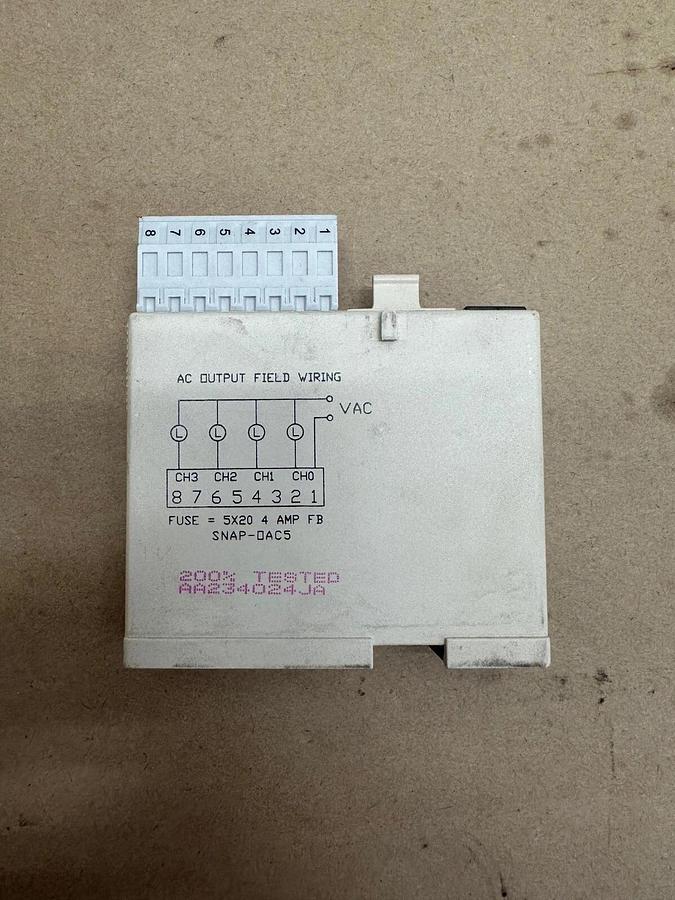 8 7 6 5 4 3 2 1
AC OUTPUT FIELD WIRING
VAC
L L L L
CH3 CH2 CH1 CH0
8 7 6 5 4 3 2 1
FUSE = 5X20 4 AMP FB
SNAP-OAC5
200% TESTED
AA234024JA